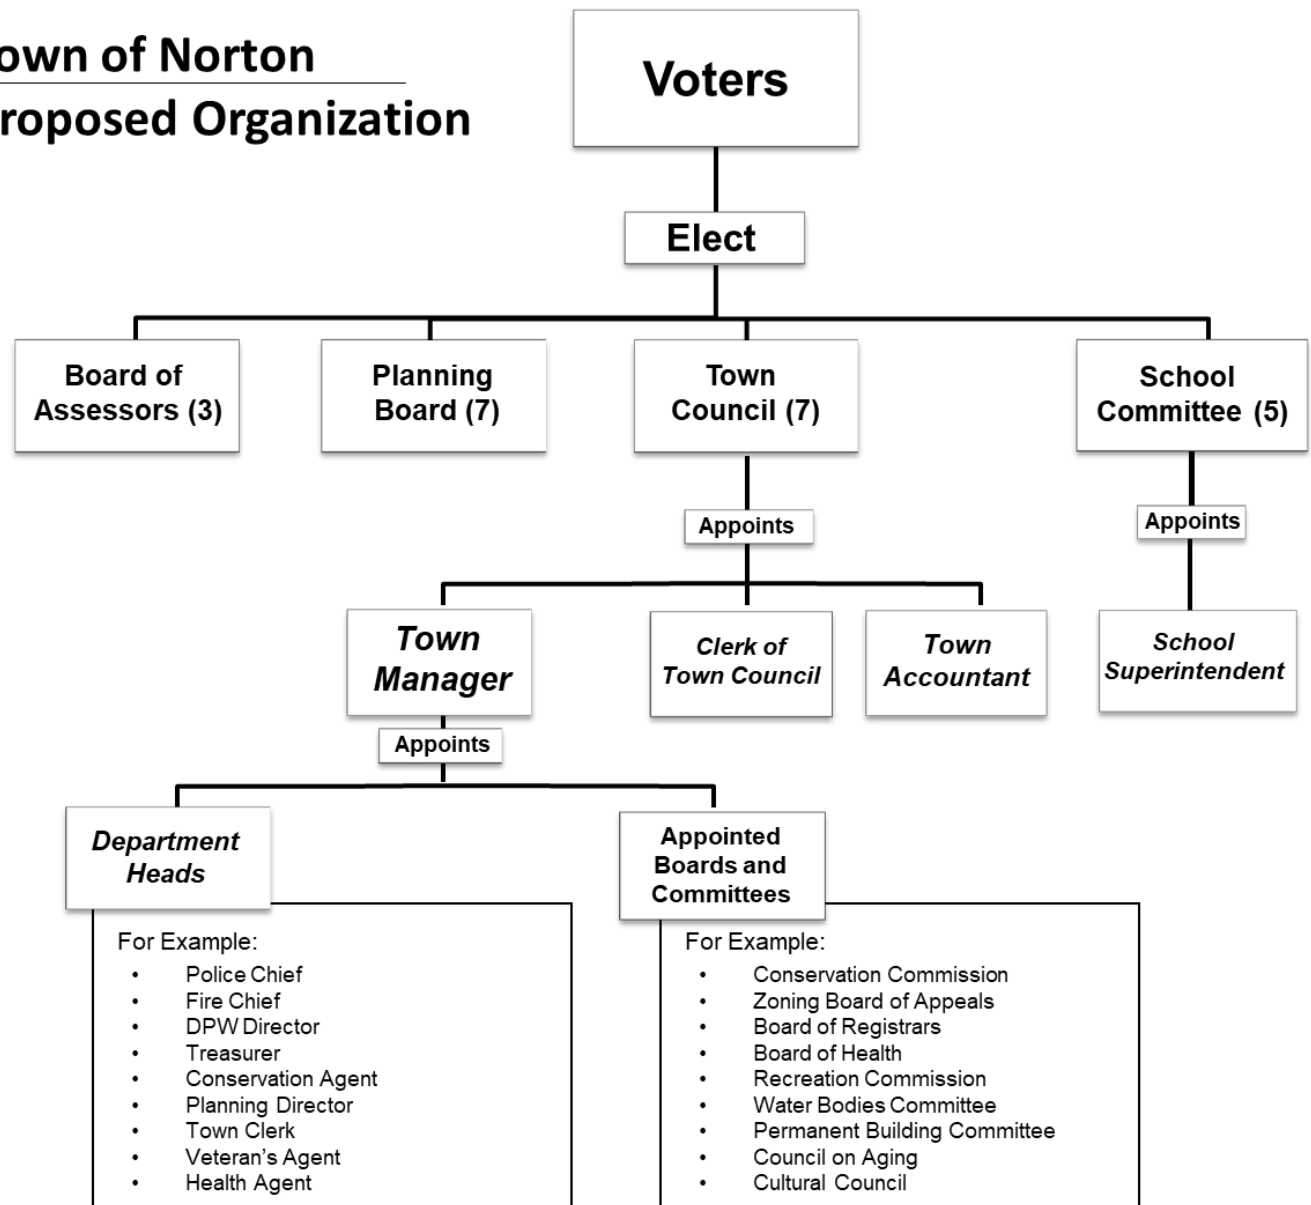 own of Norton
roposed Organization
Voters
Elect
Board of
Assessors (3)
Planning
Board (7)
Town
Council (7)
School
Committee (5)
Appoints
Appoints
Town
Manager
Clerk of
Town Council
Town
Accountant
School
Superintendent
Appoints
Department
Heads
Appointed
Boards and
Committees
For Example:
• Police Chief
• Fire Chief
• DPW Director
• Treasurer
• Conservation Agent
• Planning Director
• Town Clerk
• Veteran's Agent
• Health Agent
For Example:
• Conservation Commission
• Zoning Board of Appeals
• Board of Registrars
• Board of Health
• Recreation Commission
• Water Bodies Committee
• Permanent Building Committee
• Council on Aging
• Cultural Council